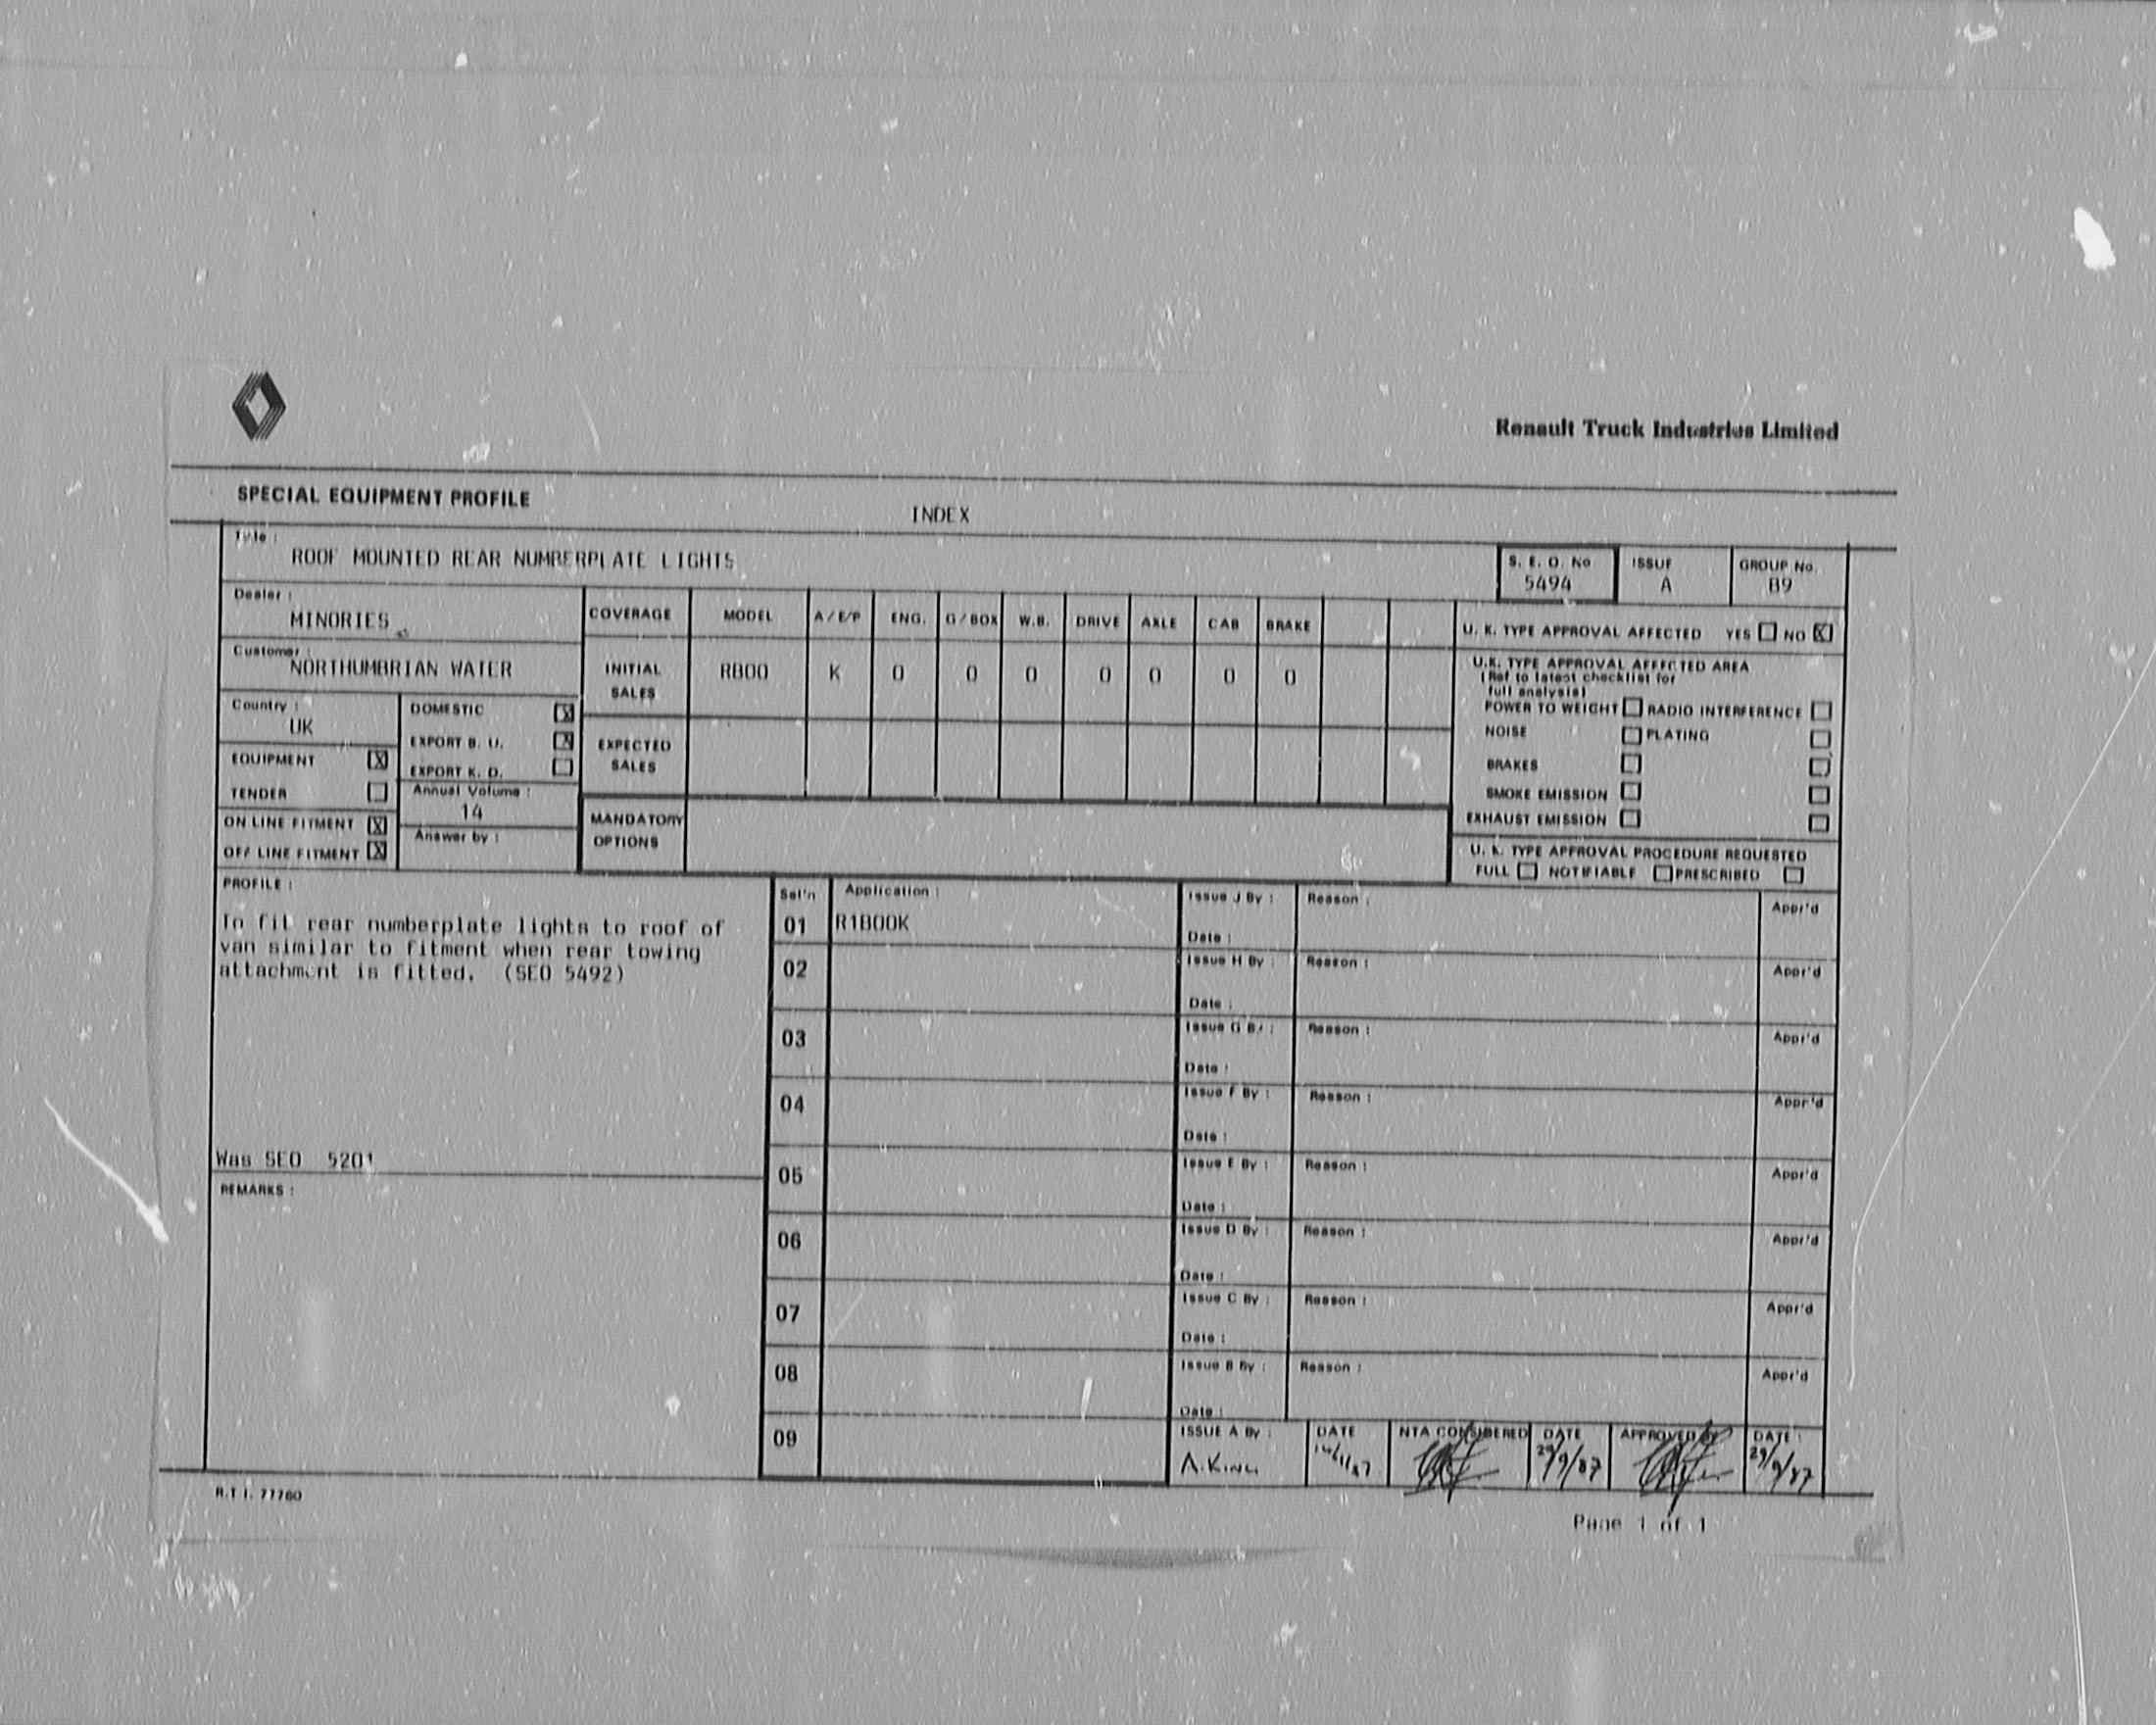 Renault Truck Industries Limited
SPECIAL EQUIPMENT PROFILE
INDEX
Title :
ROOF MOUNTED REAR NUMBERPLATE LIGHTS
S. E. O. No
5494
ISSUE
A
GROUP No.
B9
Dealer :
MINORIES
Customer :
NORTHUMBRIAN WATER
Country :
UK
DOMESTIC X
EXPORT B. U. X
EXPORT K. D.
EQUIPMENT X
TENDER
Annual Volume :
14
ON LINE FITMENT X
OFF LINE FITMENT X
Answer by :
COVERAGE MODEL A/E/P ENG. G/BOX W.B. DRIVE AXLE CAB BRAKE
INITIAL SALES RB00 K 0 0 0 0 0 0 0
EXPECTED SALES
MANDATORY OPTIONS
U. K. TYPE APPROVAL AFFECTED YES NO X
U.K. TYPE APPROVAL AFFECTED AREA
(Ref to latest checklist for
full analysis)
POWER TO WEIGHT RADIO INTERFERENCE
NOISE PLATING
BRAKES
SMOKE EMISSION
EXHAUST EMISSION
U. K. TYPE APPROVAL PROCEDURE REQUESTED
FULL NOTIFIABLE PRESCRIBED
PROFILE :
To fit rear numberplate lights to roof of
van similar to fitment when rear towing
attachment is fitted. (SEO 5492)
Was SEO 5201
REMARKS :
Sel'n Application :
01 R1B00K
02
03
04
05
06
07
08
09
Issue J By : Reason : Appr'd
Date :
Issue H By : Reason : Appr'd
Date :
Issue G By : Reason : Appr'd
Date :
Issue F By : Reason : Appr'd
Date :
Issue E By : Reason : Appr'd
Date :
Issue D By : Reason : Appr'd
Date :
Issue C By : Reason : Appr'd
Date :
Issue B By : Reason : Appr'd
Date :
ISSUE A By : DATE NTA CONSIDERED DATE APPROVED BY DATE :
A. KING 29/9/87 29/9/87
R.T.I. 77760
Page 1 of 1